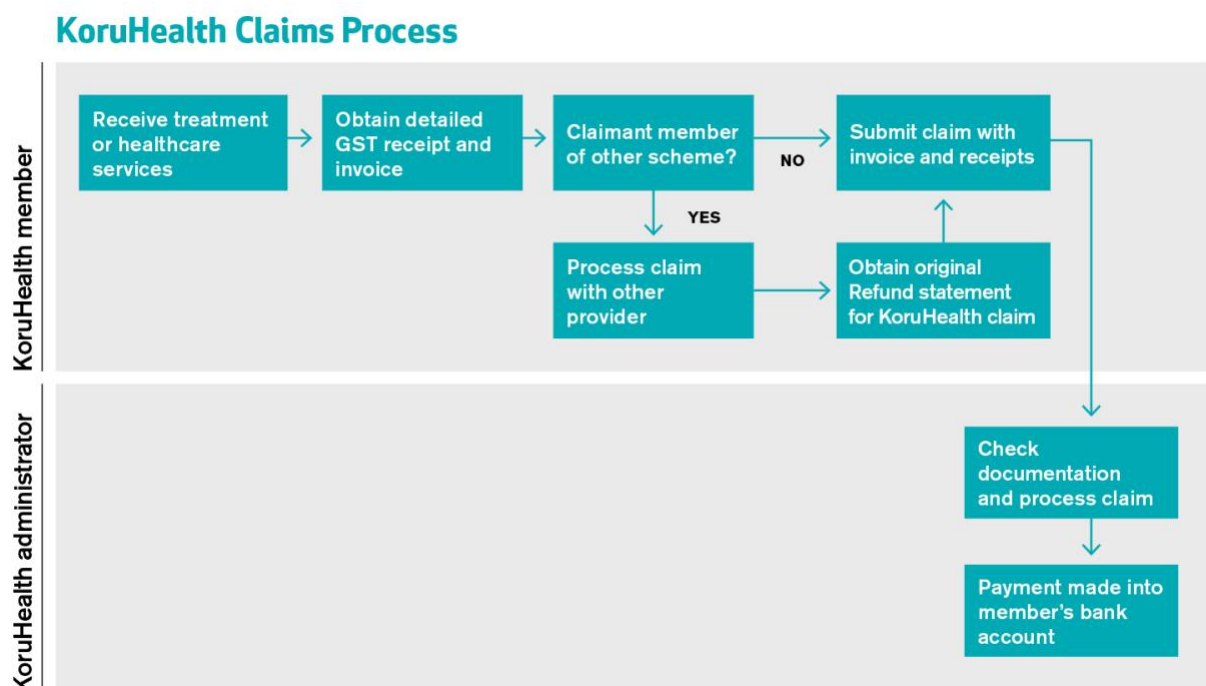 KoruHealth Claims Process
KoruHealth member
Receive treatment
or healthcare
services
Obtain detailed
GST receipt and
invoice
Claimant member
of other scheme?
NO
Submit claim with
invoice and receipts
YES
Process claim
with other
provider
Obtain original
Refund statement
for KoruHealth claim
KoruHealth administrator
Check
documentation
and process claim
Payment made into
member’s bank
account